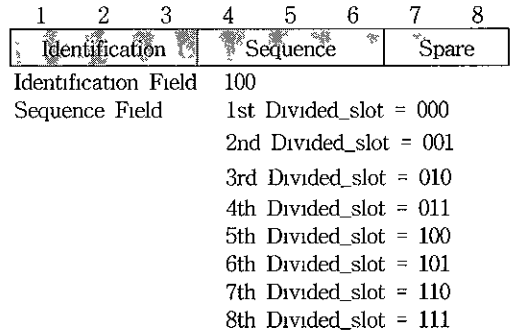 1 2 3 4 5 6 7 8
Identification Sequence Spare
Identification Field 100
Sequence Field 1st Divided_slot = 000
2nd Divided_slot = 001
3rd Divided_slot = 010
4th Divided_slot = 011
5th Divided_slot = 100
6th Divided_slot = 101
7th Divided_slot = 110
8th Divided_slot = 111